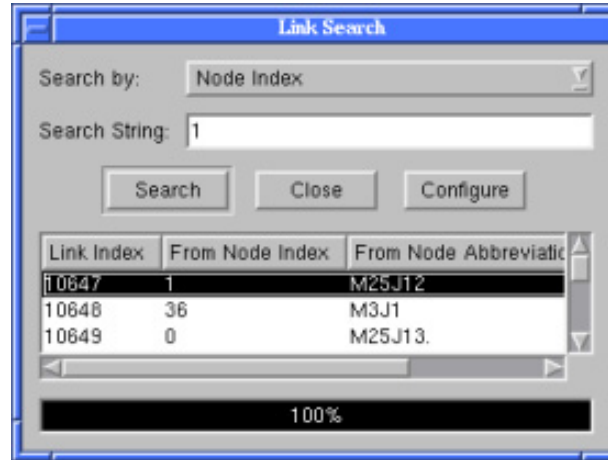 Link Search
Search by: Node Index
Search String: 1
Search Close Configure
Link Index From Node Index From Node Abbreviatic
10647 1 M25J12
10648 36 M3J1
10649 0 M25J13.
100%